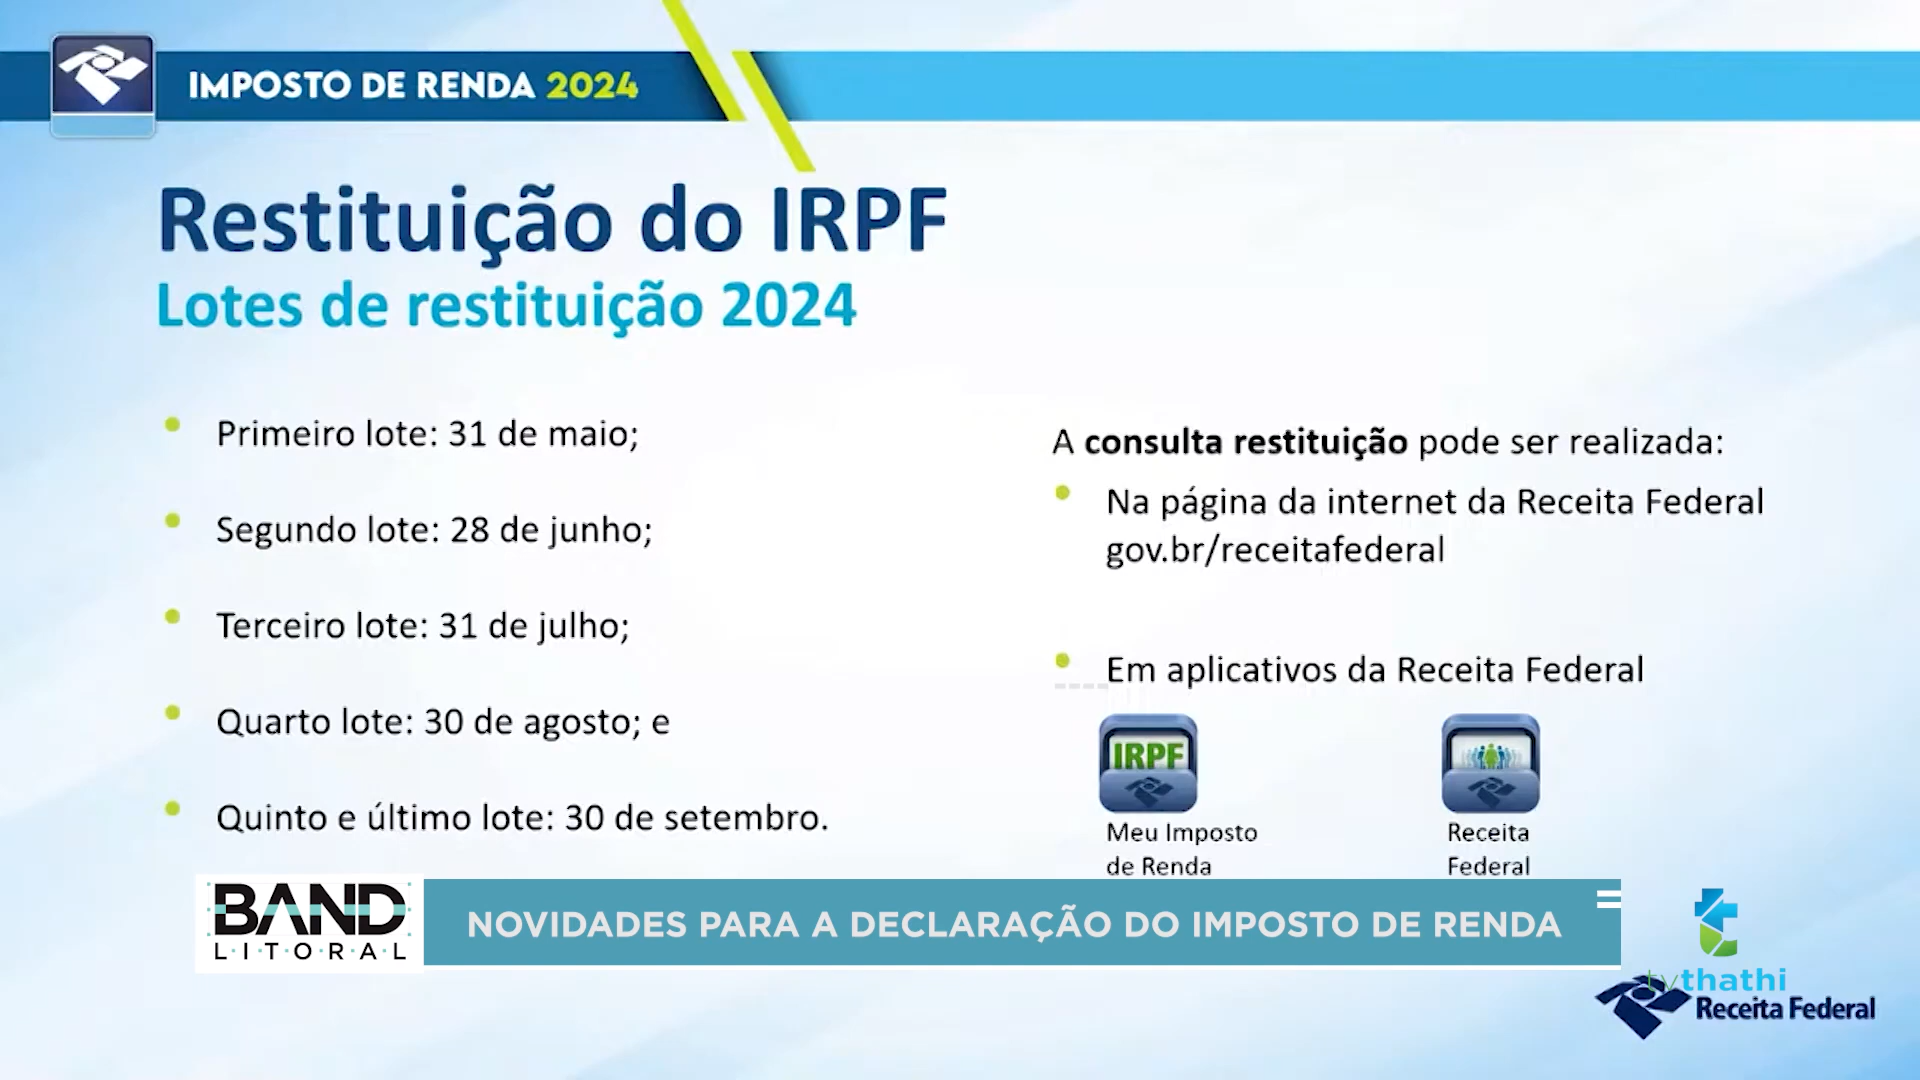 IMPOSTO DE RENDA 2024
Restituição do IRPF
Lotes de restituição 2024
Primeiro lote: 31 de maio;
Segundo lote: 28 de junho;
Terceiro lote: 31 de julho;
Quarto lote: 30 de agosto; e
Quinto e último lote: 30 de setembro.
A consulta restituição pode ser realizada:
Na página da internet da Receita Federal
gov.br/receitafederal
Em aplicativos da Receita Federal
IRPF
Meu Imposto
de Renda
Receita
Federal
BAND
LITORAL
NOVIDADES PARA A DECLARAÇÃO DO IMPOSTO DE RENDA
tvthathi
Receita Federal